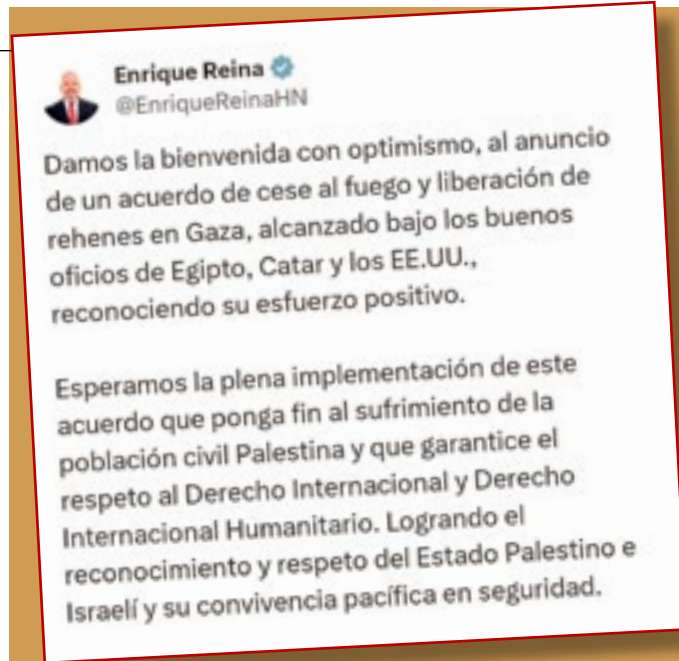 Enrique Reina
@EnriqueReinaHN
Damos la bienvenida con optimismo, al anuncio
de un acuerdo de cese al fuego y liberación de
rehenes en Gaza, alcanzado bajo los buenos
oficios de Egipto, Catar y los EE.UU.,
reconociendo su esfuerzo positivo.
Esperamos la plena implementación de este
acuerdo que ponga fin al sufrimiento de la
población civil Palestina y que garantice el
respeto al Derecho Internacional y Derecho
Internacional Humanitario. Logrando el
reconocimiento y respeto del Estado Palestino e
Israelí y su convivencia pacífica en seguridad.